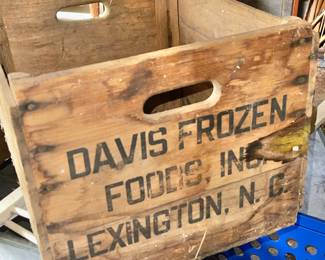 DAVIS FROZEN
FOODS, INC.
LEXINGTON, N. C.